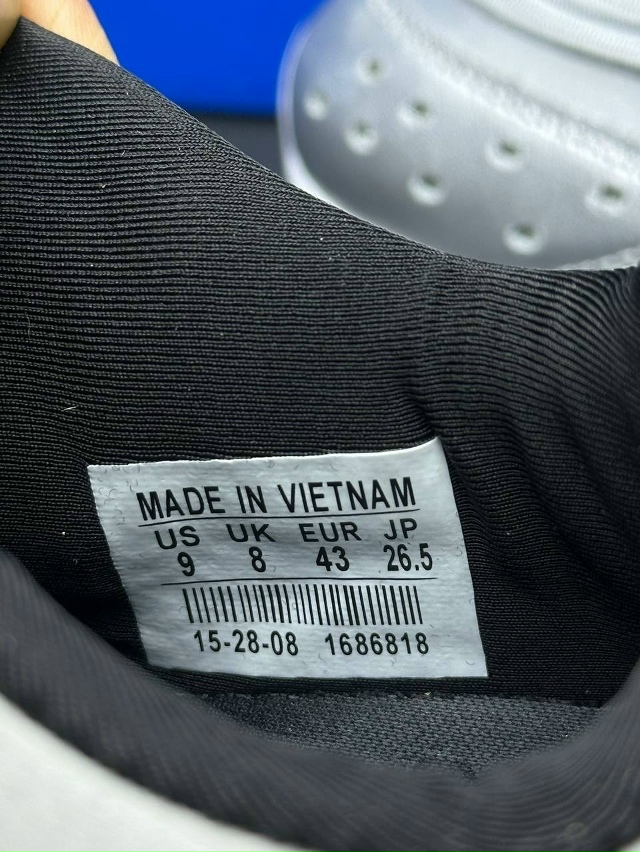 MADE IN VIETNAM
US UK EUR JP
9 8 43 26.5
15-28-08 1686818